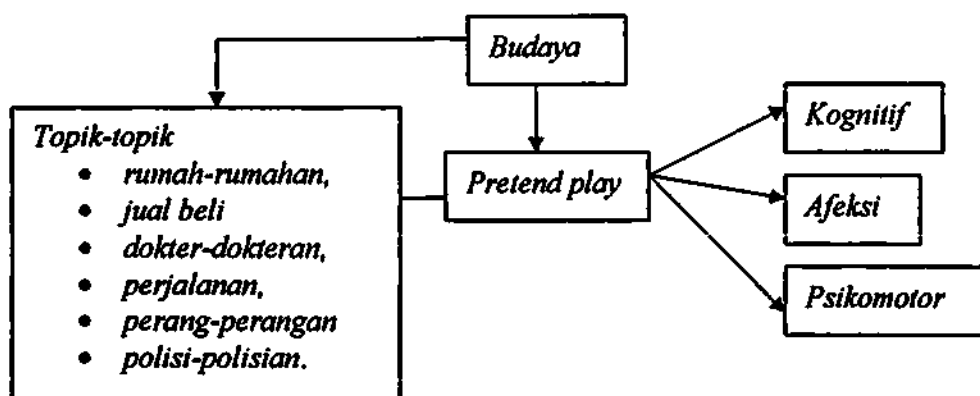 Budaya
Topik-topik
• rumah-rumahan,
• jual beli
• dokter-dokteran,
• perjalanan,
• perang-perangan
• polisi-polisian.
Pretend play
Kognitif
Afeksi
Psikomotor